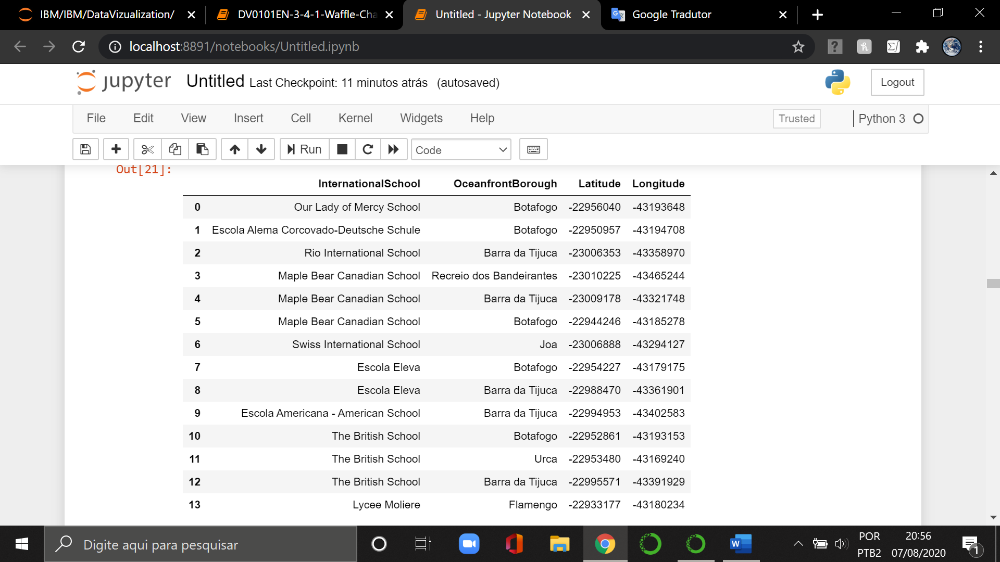 IBM/IBM/DataVizualization/
DV0101EN-3-4-1-Waffle-Cha
Untitled - Jupyter Notebook
Google Tradutor
localhost:8891/notebooks/Untitled.ipynb
jupyter Untitled Last Checkpoint: 11 minutos atrás (autosaved)
Logout
File Edit View Insert Cell Kernel Widgets Help
Trusted
Python 3
Run
Code
Out[21]:
InternationalSchool OceanfrontBorough Latitude Longitude
0 Our Lady of Mercy School Botafogo -22956040 -43193648
1 Escola Alema Corcovado-Deutsche Schule Botafogo -22950957 -43194708
2 Rio International School Barra da Tijuca -23006353 -43358970
3 Maple Bear Canadian School Recreio dos Bandeirantes -23010225 -43465244
4 Maple Bear Canadian School Barra da Tijuca -23009178 -43321748
5 Maple Bear Canadian School Botafogo -22944246 -43185278
6 Swiss International School Joa -23006888 -43294127
7 Escola Eleva Botafogo -22954227 -43179175
8 Escola Eleva Barra da Tijuca -22988470 -43361901
9 Escola Americana - American School Barra da Tijuca -22994953 -43402583
10 The British School Botafogo -22952861 -43193153
11 The British School Urca -22953480 -43169240
12 The British School Barra da Tijuca -22995571 -43391929
13 Lycee Moliere Flamengo -22933177 -43180234
Digite aqui para pesquisar
POR
PTB2
20:56
07/08/2020
1